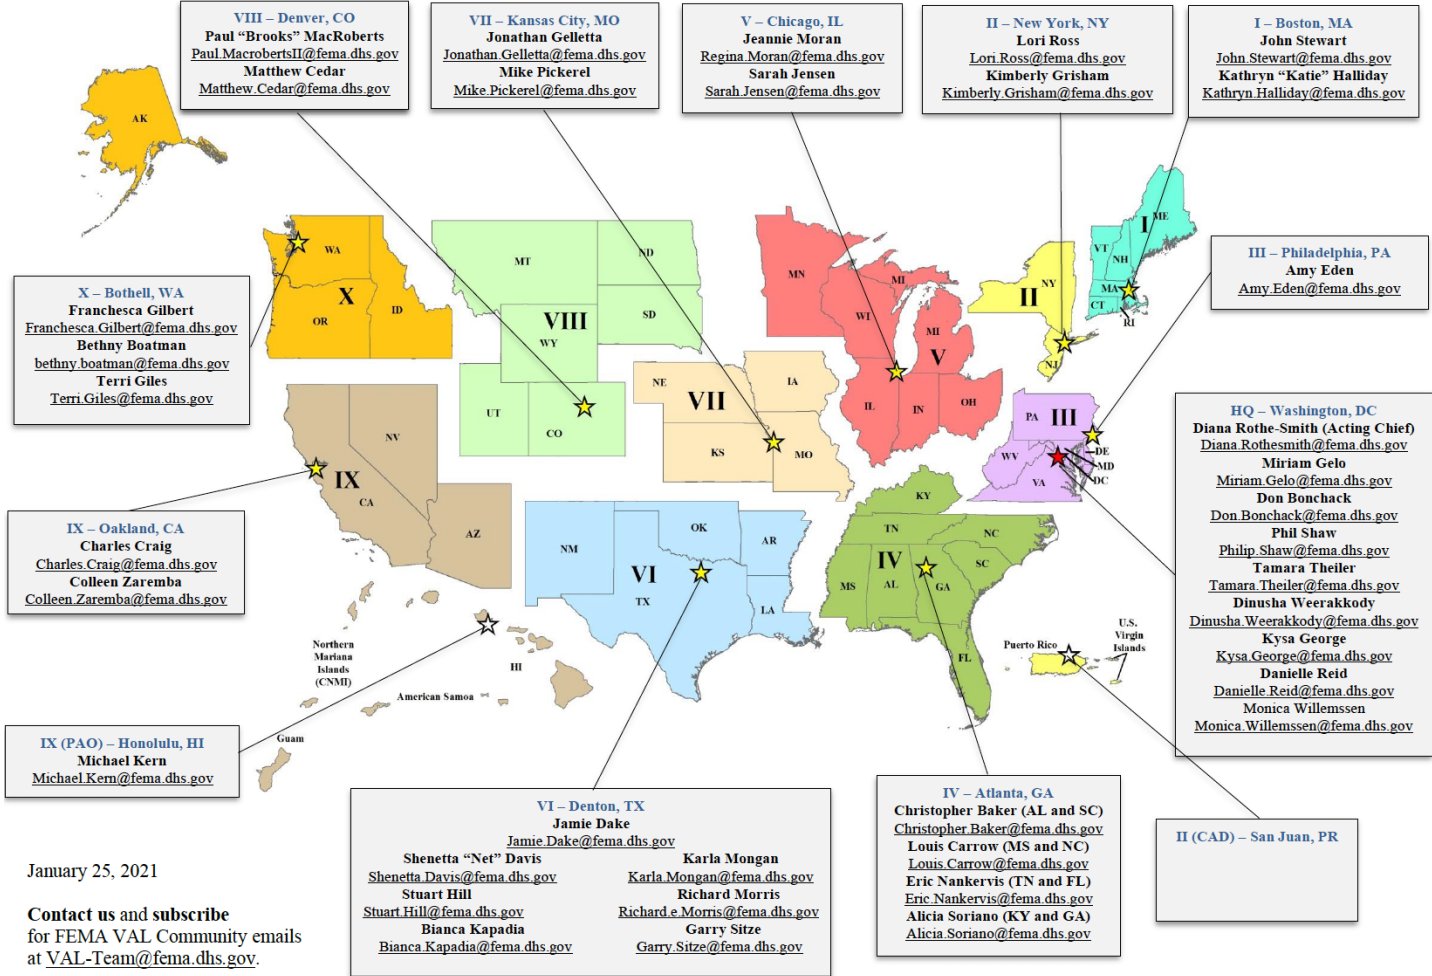 VIII – Denver, CO
Paul “Brooks” MacRoberts
Paul.MacrobertsII@fema.dhs.gov
Matthew Cedar
Matthew.Cedar@fema.dhs.gov
VII – Kansas City, MO
Jonathan Gelletta
Jonathan.Gelletta@fema.dhs.gov
Mike Pickerel
Mike.Pickerel@fema.dhs.gov
V – Chicago, IL
Jeannie Moran
Regina.Moran@fema.dhs.gov
Sarah Jensen
Sarah.Jensen@fema.dhs.gov
II – New York, NY
Lori Ross
Lori.Ross@fema.dhs.gov
Kimberly Grisham
Kimberly.Grisham@fema.dhs.gov
I – Boston, MA
John Stewart
John.Stewart@fema.dhs.gov
Kathryn “Katie” Halliday
Kathryn.Halliday@fema.dhs.gov
III – Philadelphia, PA
Amy Eden
Amy.Eden@fema.dhs.gov
X – Bothell, WA
Franchesca Gilbert
Franchesca.Gilbert@fema.dhs.gov
Bethny Boatman
bethny.boatman@fema.dhs.gov
Terri Giles
Terri.Giles@fema.dhs.gov
AK
WA
OR
ID
X
MT
ND
SD
WY
UT
CO
VIII
NE
IA
KS
MO
VII
MN
WI
MI
MI
IL
IN
OH
V
NY
NJ
II
ME
VT
NH
MA
CT
RI
I
PA
WV
VA
DE
MD
DC
III
NV
CA
AZ
IX
NM
OK
AR
TX
LA
VI
KY
TN
NC
SC
MS
AL
GA
FL
IV
HQ – Washington, DC
Diana Rothe-Smith (Acting Chief)
Diana.Rothesmith@fema.dhs.gov
Miriam Gelo
Miriam.Gelo@fema.dhs.gov
Don Bonchack
Don.Bonchack@fema.dhs.gov
Phil Shaw
Philip.Shaw@fema.dhs.gov
Tamara Theiler
Tamara.Theiler@fema.dhs.gov
Dinusha Weerakkody
Dinusha.Weerakkody@fema.dhs.gov
Kysa George
Kysa.George@fema.dhs.gov
Danielle Reid
Danielle.Reid@fema.dhs.gov
Monica Willemssen
Monica.Willemssen@fema.dhs.gov
IX – Oakland, CA
Charles Craig
Charles.Craig@fema.dhs.gov
Colleen Zaremba
Colleen.Zaremba@fema.dhs.gov
Northern
Mariana
Islands
(CNMI)
HI
American Samoa
Guam
Puerto Rico
U.S.
Virgin
Islands
IX (PAO) – Honolulu, HI
Michael Kern
Michael.Kern@fema.dhs.gov
VI – Denton, TX
Jamie Dake
Jamie.Dake@fema.dhs.gov
Shenetta “Net” Davis
Shenetta.Davis@fema.dhs.gov
Stuart Hill
Stuart.Hill@fema.dhs.gov
Bianca Kapadia
Bianca.Kapadia@fema.dhs.gov
Karla Mongan
Karla.Mongan@fema.dhs.gov
Richard Morris
Richard.e.Morris@fema.dhs.gov
Garry Sitze
Garry.Sitze@fema.dhs.gov
IV – Atlanta, GA
Christopher Baker (AL and SC)
Christopher.Baker@fema.dhs.gov
Louis Carrow (MS and NC)
Louis.Carrow@fema.dhs.gov
Eric Nankervis (TN and FL)
Eric.Nankervis@fema.dhs.gov
Alicia Soriano (KY and GA)
Alicia.Soriano@fema.dhs.gov
II (CAD) – San Juan, PR
January 25, 2021
Contact us and subscribe
for FEMA VAL Community emails
at VAL-Team@fema.dhs.gov.